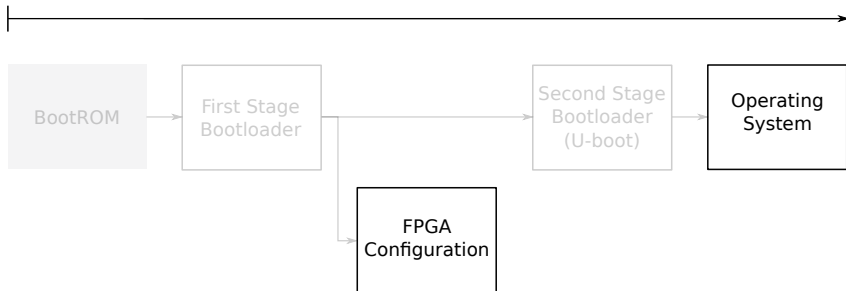 BootROM
First Stage
Bootloader
Second Stage
Bootloader
(U-boot)
Operating
System
FPGA
Configuration